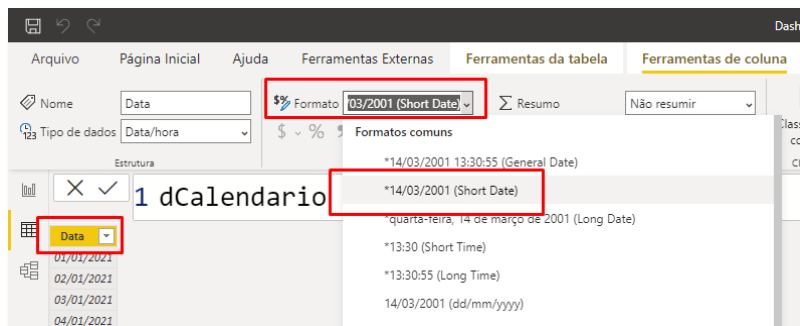 Dash
Arquivo Página Inicial Ajuda Ferramentas Externas Ferramentas da tabela Ferramentas de coluna
Nome Data
$% Formato /03/2001 (Short Date)
Σ Resumo Não resumir
Tipo de dados Data/hora
$ %
Estrutura
Formatos comuns
*14/03/2001 13:30:55 (General Date)
*14/03/2001 (Short Date)
*quarta-feira, 14 de março de 2001 (Long Date)
*13:30 (Short Time)
*13:30:55 (Long Time)
14/03/2001 (dd/mm/yyyy)
1 dCalendario
Data
01/01/2021
02/01/2021
03/01/2021
04/01/2021